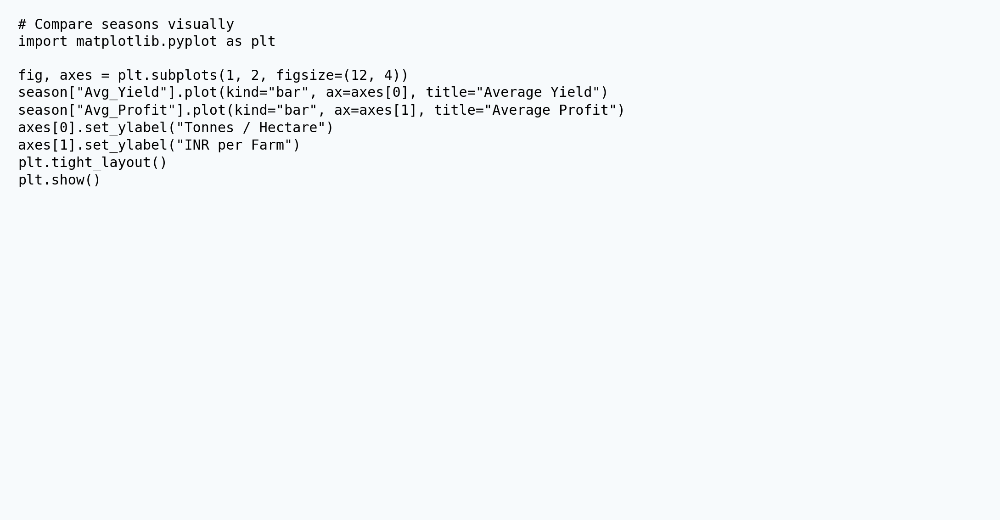 # Compare seasons visually
import matplotlib.pyplot as plt

fig, axes = plt.subplots(1, 2, figsize=(12, 4))
season["Avg_Yield"].plot(kind="bar", ax=axes[0], title="Average Yield")
season["Avg_Profit"].plot(kind="bar", ax=axes[1], title="Average Profit")
axes[0].set_ylabel("Tonnes / Hectare")
axes[1].set_ylabel("INR per Farm")
plt.tight_layout()
plt.show()